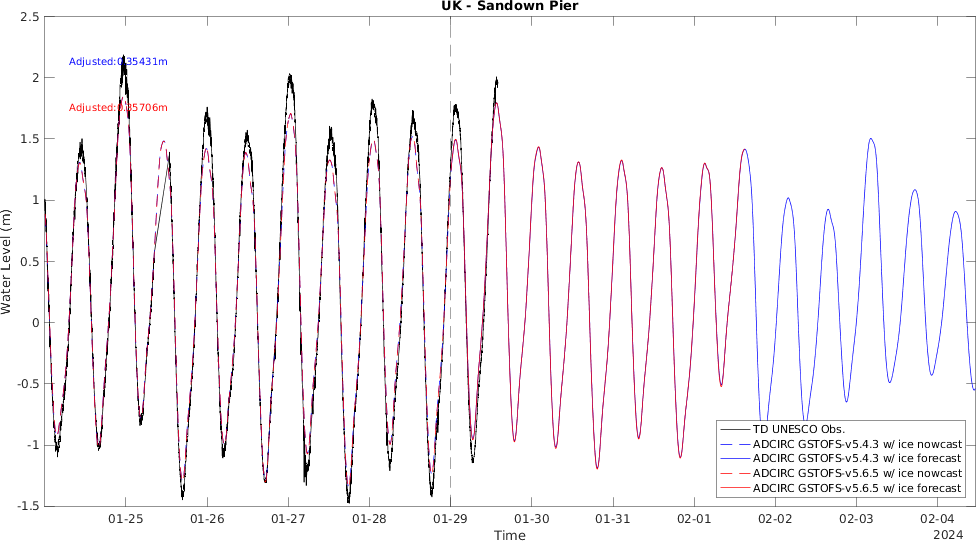 UK - Sandown Pier
2.5
2
1.5
1
0.5
0
-0.5
-1
-1.5
Water Level (m)
Adjusted:0.35431m
Adjusted:0.35706m
01-25 01-26 01-27 01-28 01-29 01-30 01-31 02-01 02-02 02-03 02-04
Time
2024
TD UNESCO Obs.
ADCIRC GSTOFS-v5.4.3 w/ ice nowcast
ADCIRC GSTOFS-v5.4.3 w/ ice forecast
ADCIRC GSTOFS-v5.6.5 w/ ice nowcast
ADCIRC GSTOFS-v5.6.5 w/ ice forecast